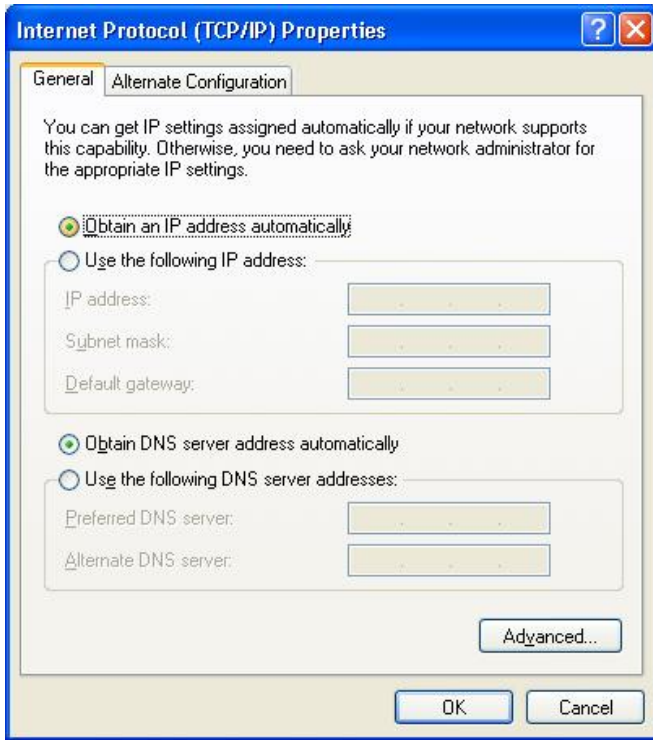 Internet Protocol (TCP/IP) Properties
General
Alternate Configuration
You can get IP settings assigned automatically if your network supports
this capability. Otherwise, you need to ask your network administrator for
the appropriate IP settings.
Obtain an IP address automatically
Use the following IP address:
IP address:
Subnet mask:
Default gateway:
Obtain DNS server address automatically
Use the following DNS server addresses:
Preferred DNS server:
Alternate DNS server:
Advanced...
OK
Cancel